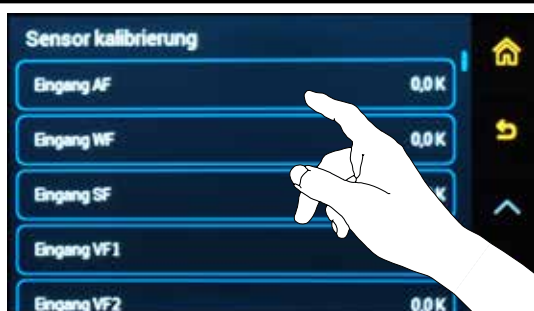 Sensor kalibrierung
Eingang AF 0,0 K
Eingang WF 0,0 K
Eingang SF K
Eingang VF1
Eingang VF2 0,0 K